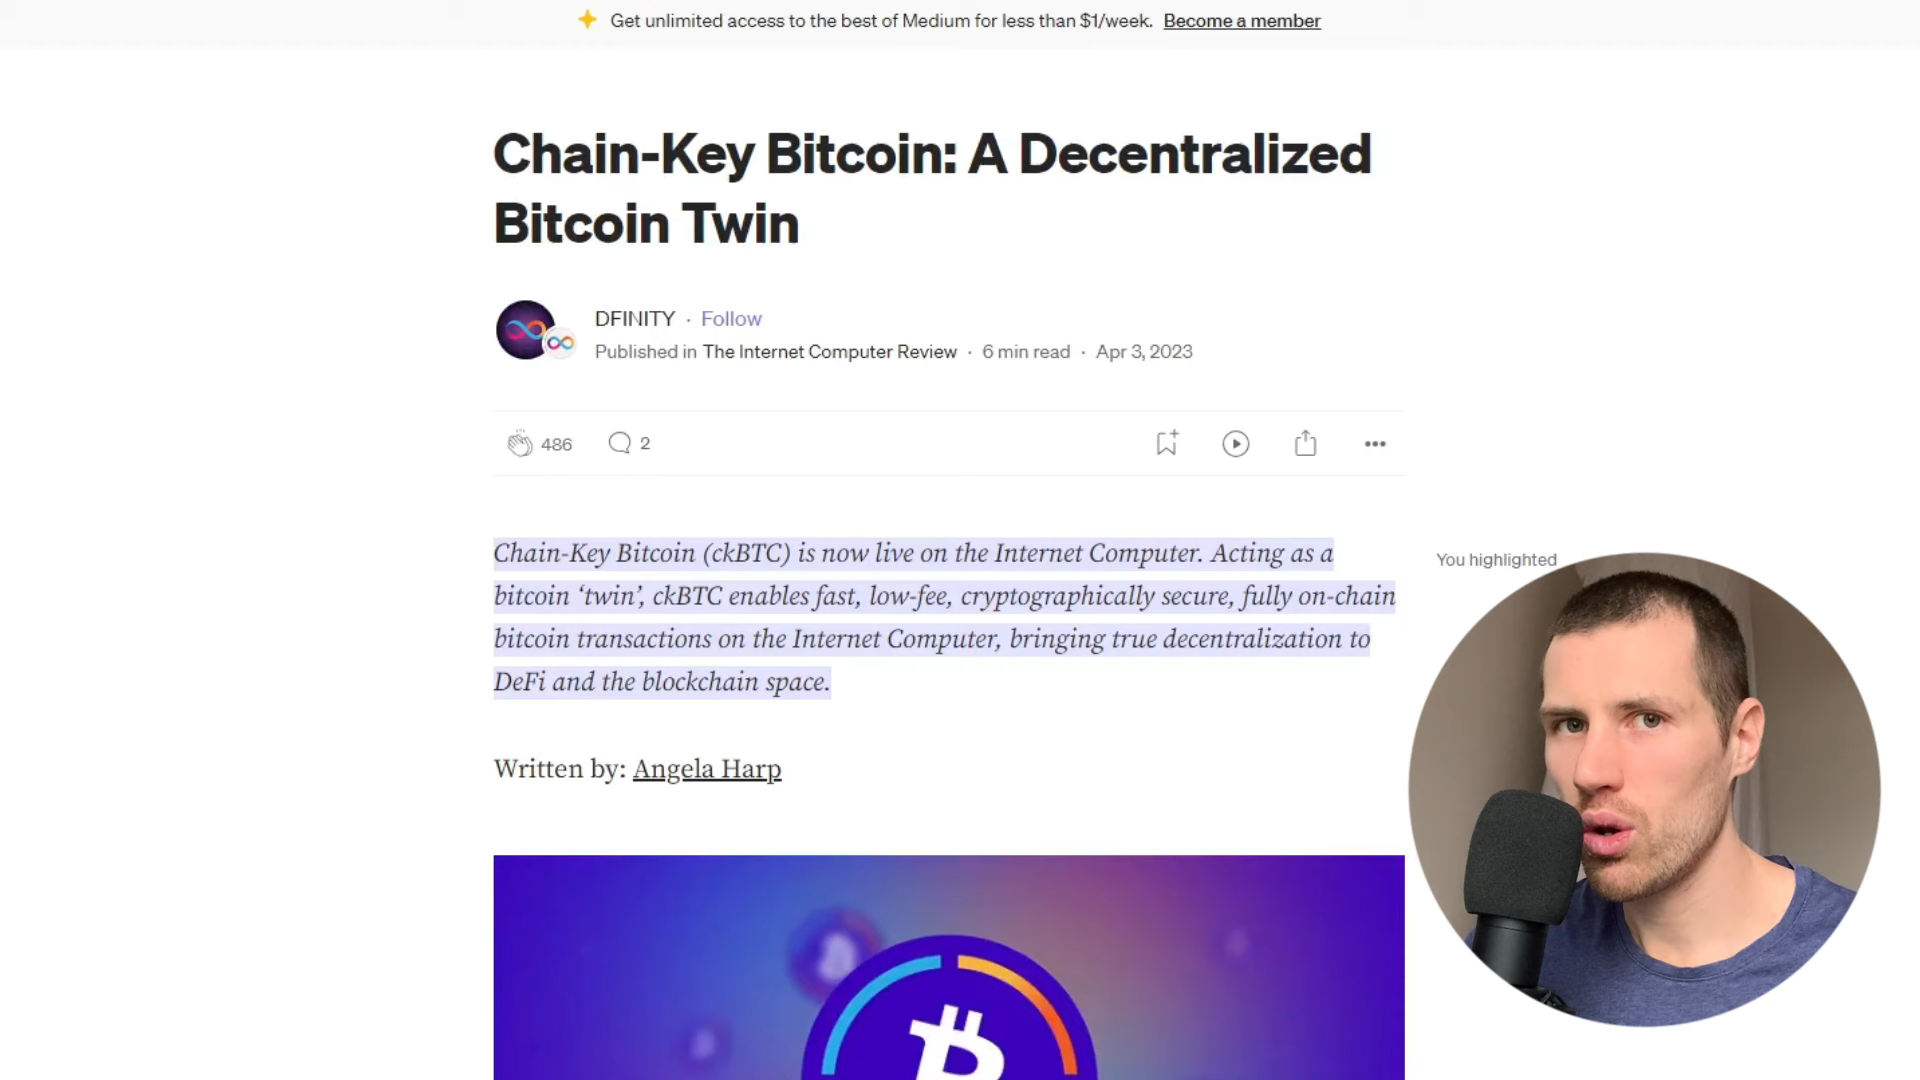 Get unlimited access to the best of Medium for less than $1/week. Become a member
Chain-Key Bitcoin: A Decentralized
Bitcoin Twin
DFINITY · Follow
Published in The Internet Computer Review · 6 min read · Apr 3, 2023
486 2
Chain-Key Bitcoin (ckBTC) is now live on the Internet Computer. Acting as a
bitcoin ‘twin’, ckBTC enables fast, low-fee, cryptographically secure, fully on-chain
bitcoin transactions on the Internet Computer, bringing true decentralization to
DeFi and the blockchain space.
You highlighted
Written by: Angela Harp